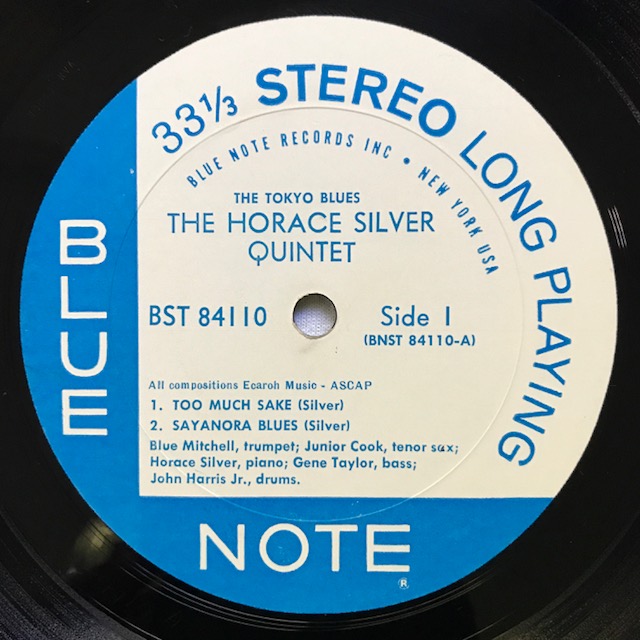 33⅓ STEREO LONG PLAYING
BLUE NOTE RECORDS INC • NEW YORK USA
THE TOKYO BLUES
THE HORACE SILVER
QUINTET
BST 84110
Side 1
(BNST 84110-A)
All compositions Ecaroh Music - ASCAP
1. TOO MUCH SAKE (Silver)
2. SAYANORA BLUES (Silver)
Blue Mitchell, trumpet; Junior Cook, tenor sax;
Horace Silver, piano; Gene Taylor, bass;
John Harris Jr., drums.
BLUE
NOTE
®